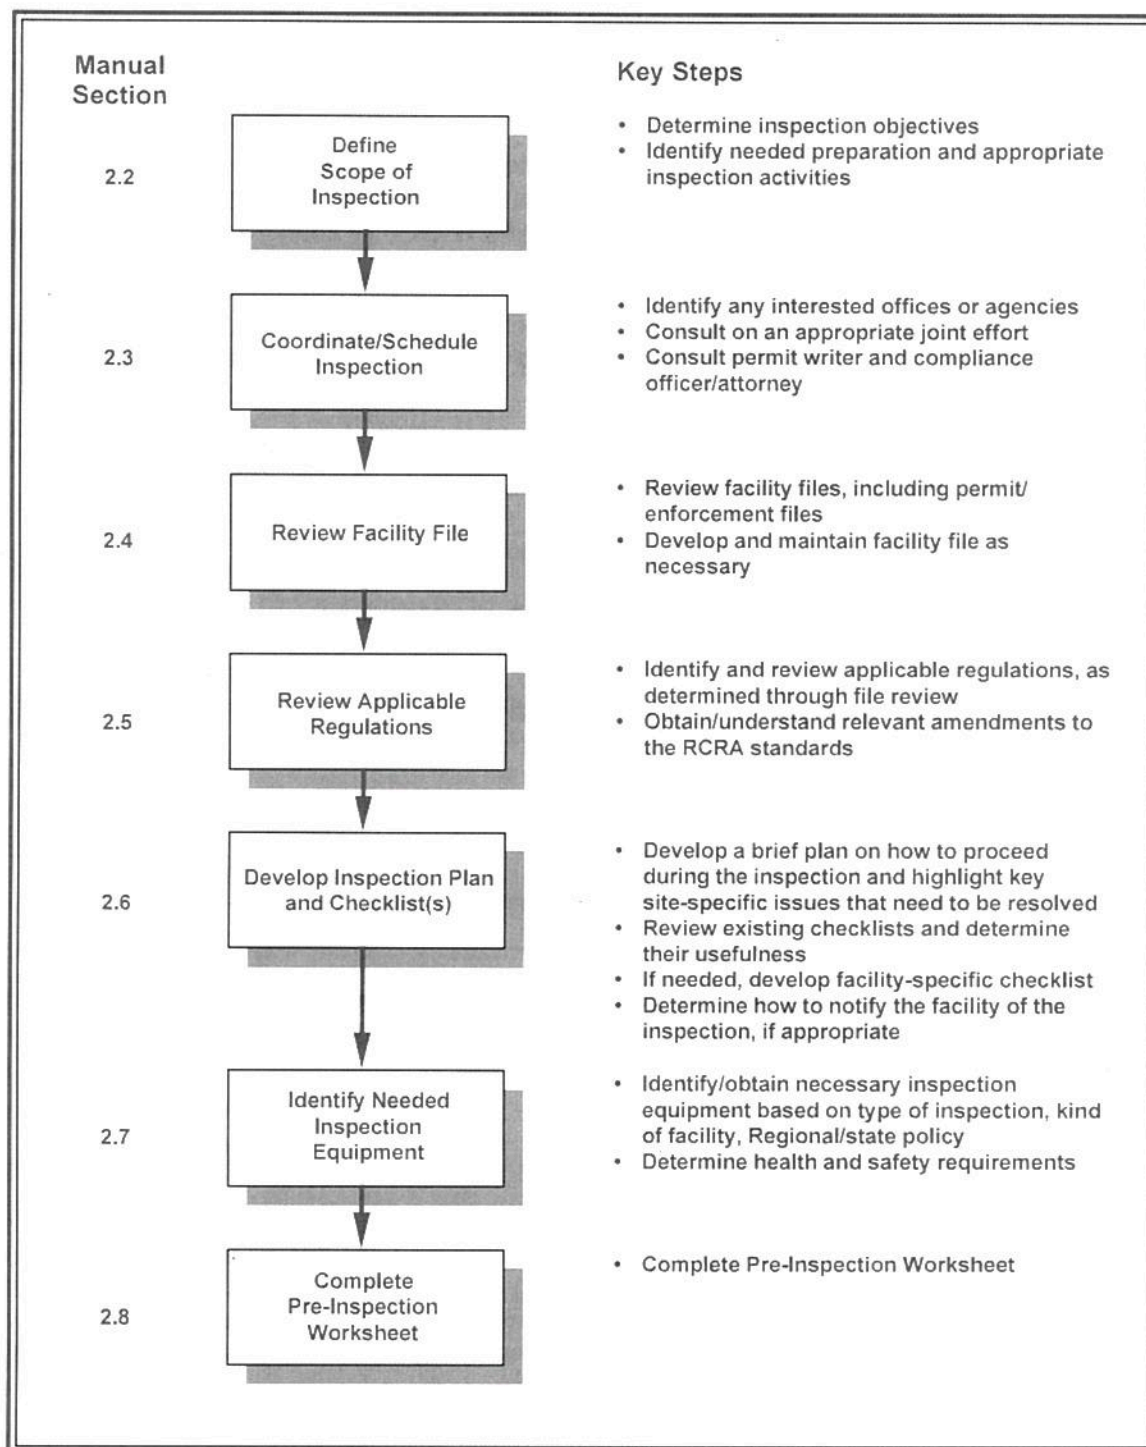 Manual
Section
Key Steps
2.2
Define
Scope of
Inspection
• Determine inspection objectives
• Identify needed preparation and appropriate
inspection activities
2.3
Coordinate/Schedule
Inspection
• Identify any interested offices or agencies
• Consult on an appropriate joint effort
• Consult permit writer and compliance
officer/attorney
2.4
Review Facility File
• Review facility files, including permit/
enforcement files
• Develop and maintain facility file as
necessary
2.5
Review Applicable
Regulations
• Identify and review applicable regulations, as
determined through file review
• Obtain/understand relevant amendments to
the RCRA standards
2.6
Develop Inspection Plan
and Checklist(s)
• Develop a brief plan on how to proceed
during the inspection and highlight key
site-specific issues that need to be resolved
• Review existing checklists and determine
their usefulness
• If needed, develop facility-specific checklist
• Determine how to notify the facility of the
inspection, if appropriate
2.7
Identify Needed
Inspection
Equipment
• Identify/obtain necessary inspection
equipment based on type of inspection, kind
of facility, Regional/state policy
• Determine health and safety requirements
2.8
Complete
Pre-Inspection
Worksheet
• Complete Pre-Inspection Worksheet